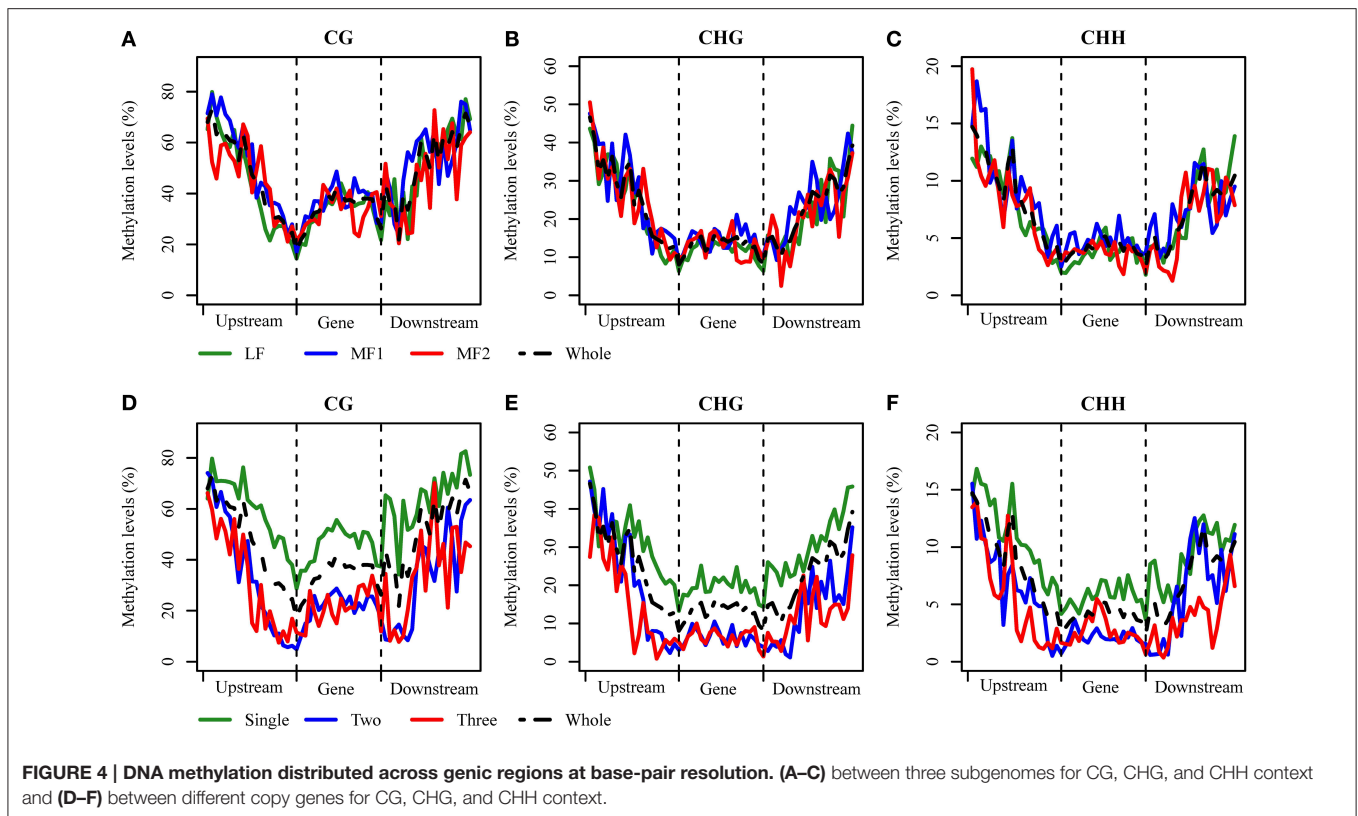 A
CG
Methylation levels (%)
0 20 40 60 80
Upstream Gene Downstream
B
CHG
Methylation levels (%)
0 10 20 30 40 50 60
Upstream Gene Downstream
C
CHH
Methylation levels (%)
0 5 10 15 20
Upstream Gene Downstream
LF MF1 MF2 Whole
D
CG
Methylation levels (%)
0 20 40 60 80
Upstream Gene Downstream
E
CHG
Methylation levels (%)
0 10 20 30 40 50 60
Upstream Gene Downstream
F
CHH
Methylation levels (%)
0 5 10 15 20
Upstream Gene Downstream
Single Two Three Whole
FIGURE 4 | DNA methylation distributed across genic regions at base-pair resolution. (A–C) between three subgenomes for CG, CHG, and CHH context
and (D–F) between different copy genes for CG, CHG, and CHH context.